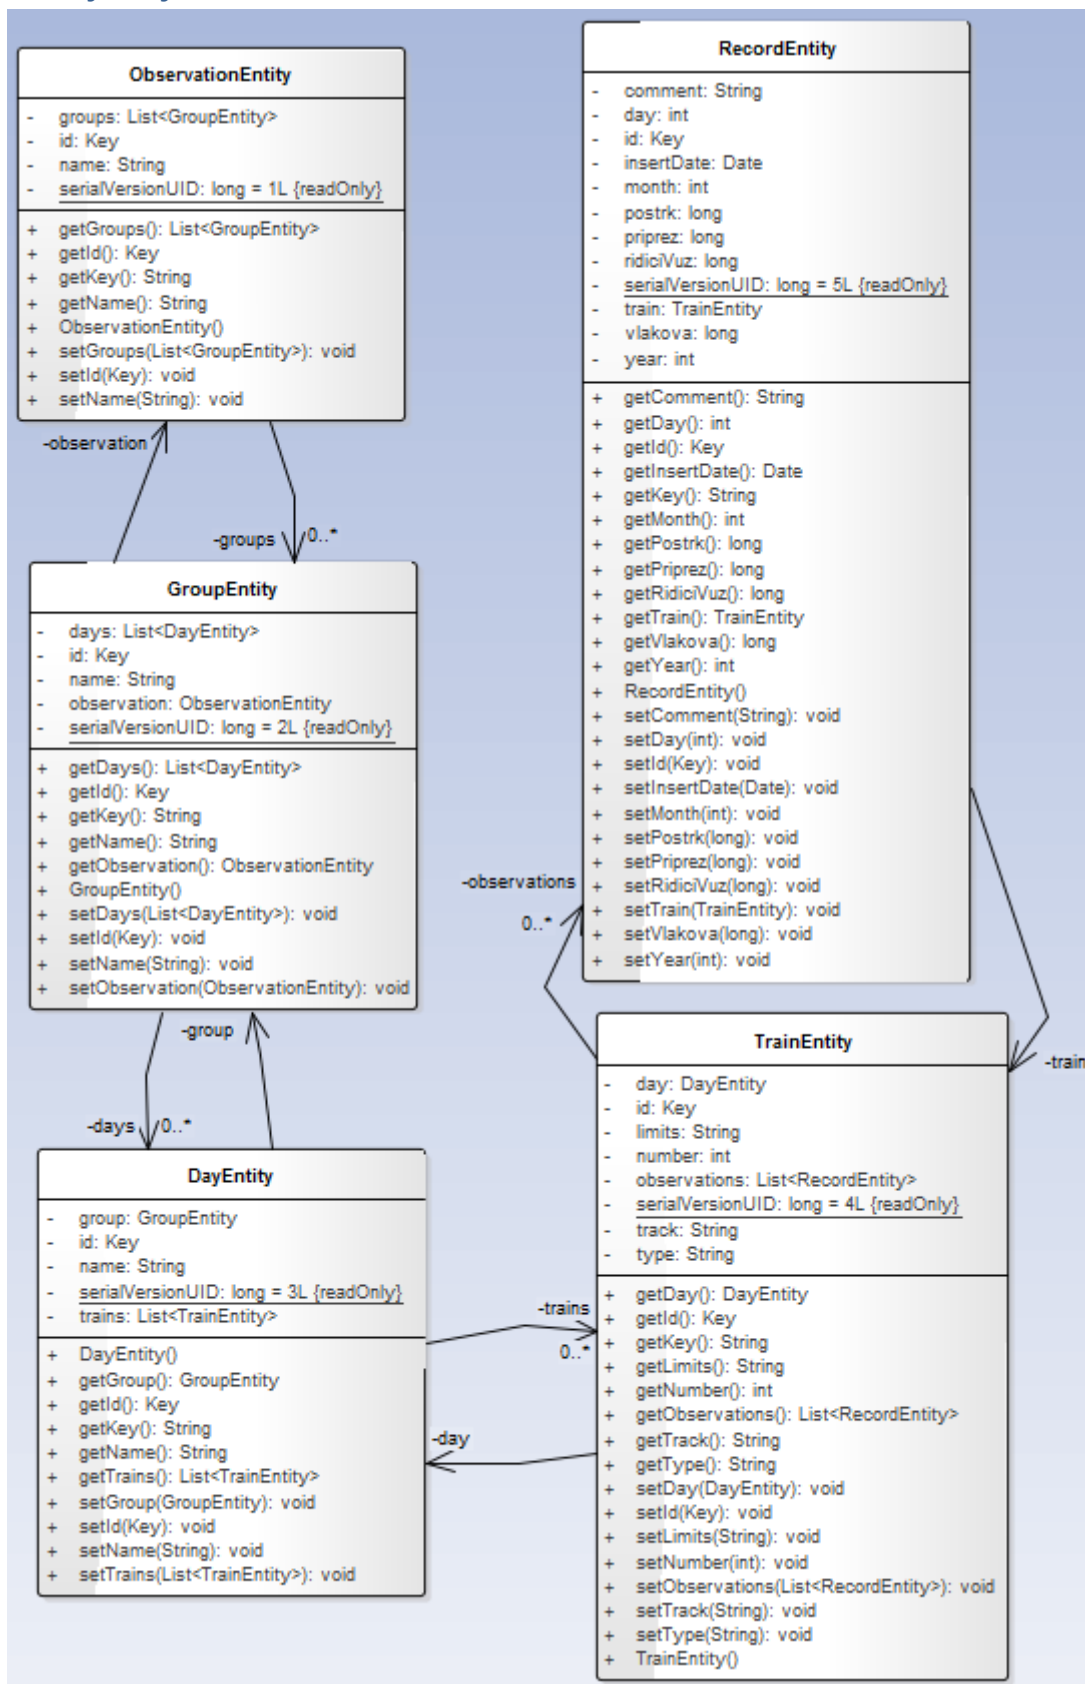 ObservationEntity
- groups: List<GroupEntity>
- id: Key
- name: String
- serialVersionUID: long = 1L {readOnly}
+ getGroups(): List<GroupEntity>
+ getId(): Key
+ getKey(): String
+ getName(): String
+ ObservationEntity()
+ setGroups(List<GroupEntity>): void
+ setId(Key): void
+ setName(String): void
-observation
-groups
0..*
GroupEntity
- days: List<DayEntity>
- id: Key
- name: String
- observation: ObservationEntity
- serialVersionUID: long = 2L {readOnly}
+ getDays(): List<DayEntity>
+ getId(): Key
+ getKey(): String
+ getName(): String
+ getObservation(): ObservationEntity
+ GroupEntity()
+ setDays(List<DayEntity>): void
+ setId(Key): void
+ setName(String): void
+ setObservation(ObservationEntity): void
-group
-days
0..*
DayEntity
- group: GroupEntity
- id: Key
- name: String
- serialVersionUID: long = 3L {readOnly}
- trains: List<TrainEntity>
+ DayEntity()
+ getGroup(): GroupEntity
+ getId(): Key
+ getKey(): String
+ getName(): String
+ getTrains(): List<TrainEntity>
+ setGroup(GroupEntity): void
+ setId(Key): void
+ setName(String): void
+ setTrains(List<TrainEntity>): void
RecordEntity
- comment: String
- day: int
- id: Key
- insertDate: Date
- month: int
- postrk: long
- priprez: long
- ridiciVuz: long
- serialVersionUID: long = 5L {readOnly}
- train: TrainEntity
- vlakova: long
- year: int
+ getComment(): String
+ getDay(): int
+ getId(): Key
+ getInsertDate(): Date
+ getKey(): String
+ getMonth(): int
+ getPostrk(): long
+ getPriprez(): long
+ getRidiciVuz(): long
+ getTrain(): TrainEntity
+ getVlakova(): long
+ getYear(): int
+ RecordEntity()
+ setComment(String): void
+ setDay(int): void
+ setId(Key): void
+ setInsertDate(Date): void
+ setMonth(int): void
+ setPostrk(long): void
+ setPriprez(long): void
+ setRidiciVuz(long): void
+ setTrain(TrainEntity): void
+ setVlakova(long): void
+ setYear(int): void
-observations
0..*
-train
TrainEntity
- day: DayEntity
- id: Key
- limits: String
- number: int
- observations: List<RecordEntity>
- serialVersionUID: long = 4L {readOnly}
- track: String
- type: String
+ getDay(): DayEntity
+ getId(): Key
+ getKey(): String
+ getLimits(): String
+ getNumber(): int
+ getObservations(): List<RecordEntity>
+ getTrack(): String
+ getType(): String
+ setDay(DayEntity): void
+ setId(Key): void
+ setLimits(String): void
+ setNumber(int): void
+ setObservations(List<RecordEntity>): void
+ setTrack(String): void
+ setType(String): void
+ TrainEntity()
-trains
0..*
-day